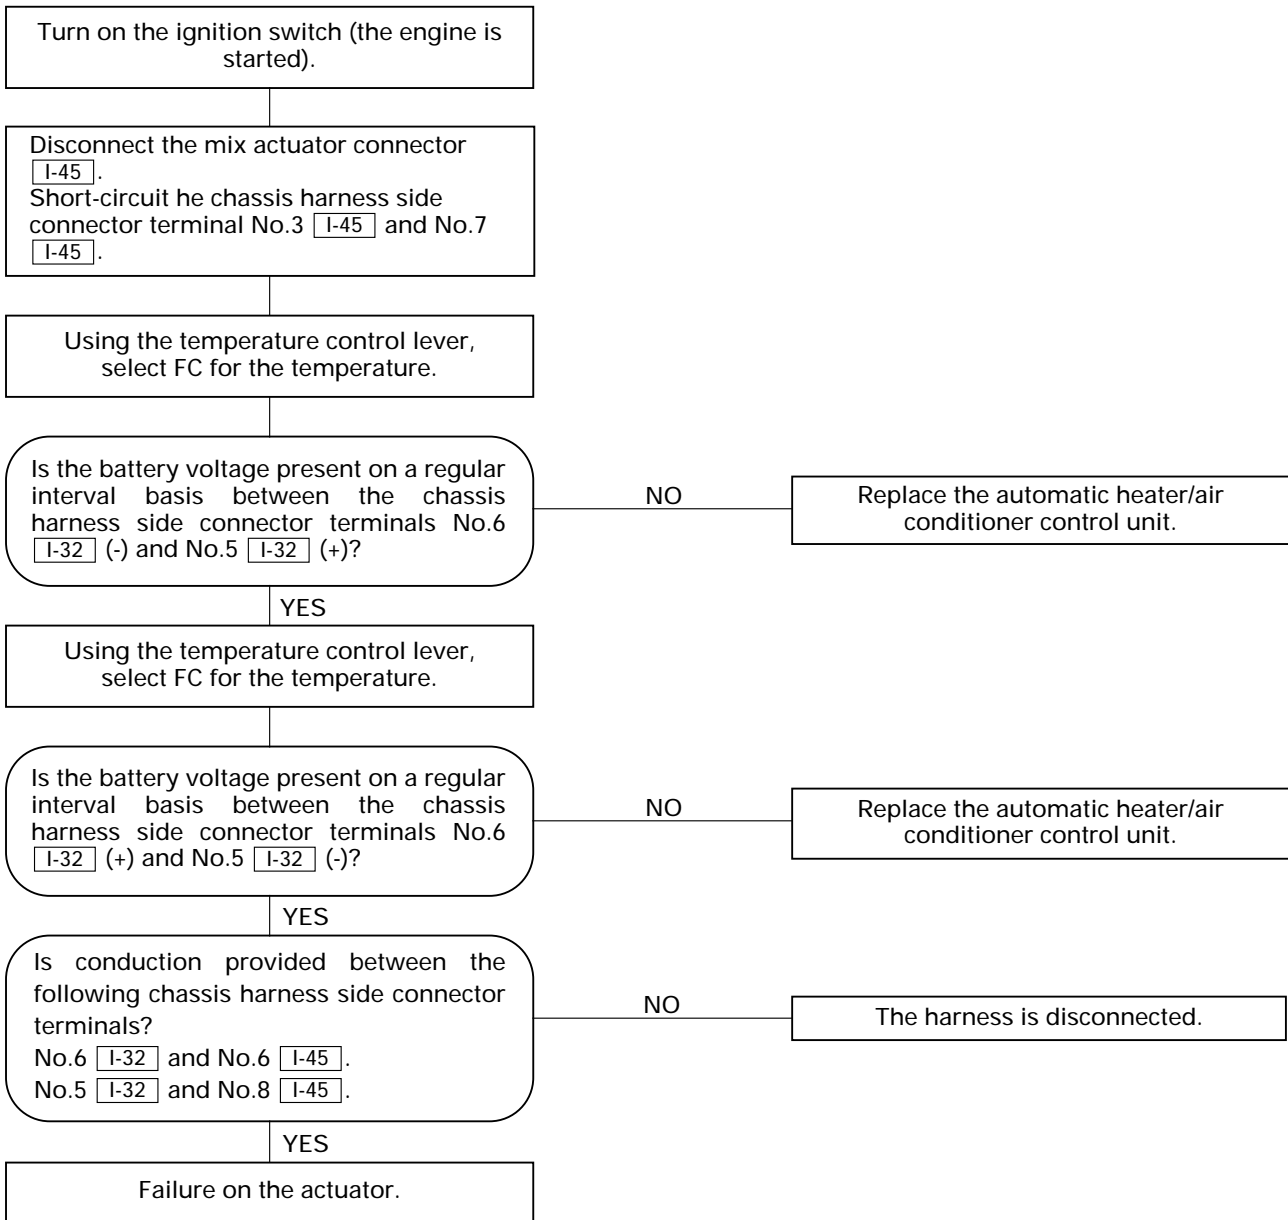 Turn on the ignition switch (the engine is
started).
Disconnect the mix actuator connector
I-45 .
Short-circuit he chassis harness side
connector terminal No.3 I-45 and No.7
I-45 .
Using the temperature control lever,
select FC for the temperature.
Is the battery voltage present on a regular
interval basis between the chassis
harness side connector terminals No.6
I-32 (-) and No.5 I-32 (+)?
NO
Replace the automatic heater/air
conditioner control unit.
YES
Using the temperature control lever,
select FC for the temperature.
Is the battery voltage present on a regular
interval basis between the chassis
harness side connector terminals No.6
I-32 (+) and No.5 I-32 (-)?
NO
Replace the automatic heater/air
conditioner control unit.
YES
Is conduction provided between the
following chassis harness side connector
terminals?
No.6 I-32 and No.6 I-45 .
No.5 I-32 and No.8 I-45 .
NO
The harness is disconnected.
YES
Failure on the actuator.